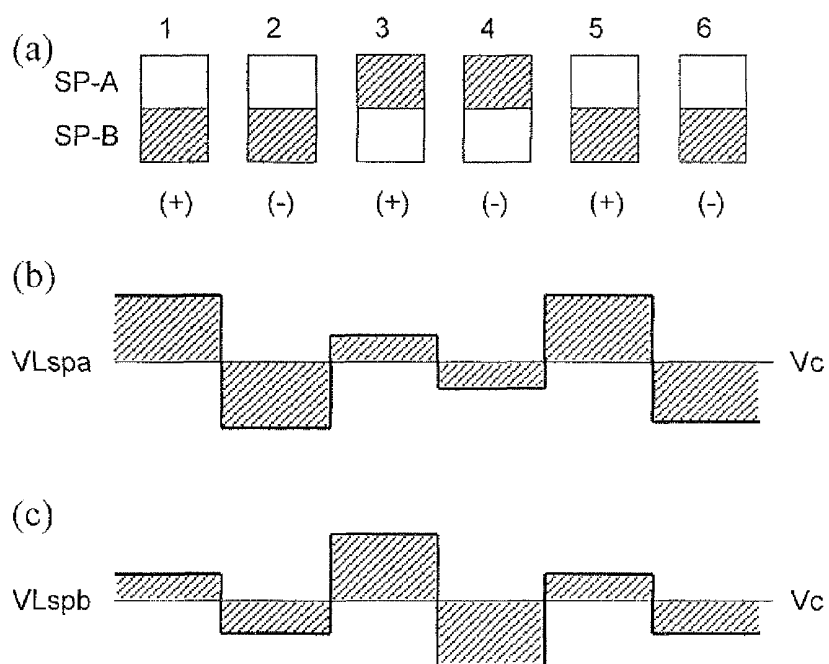 1 2 3 4 5 6
(a)
SP-A
SP-B
(+) (-) (+) (-) (+) (-)
(b)
VLspa Vc
(c)
VLspb Vc